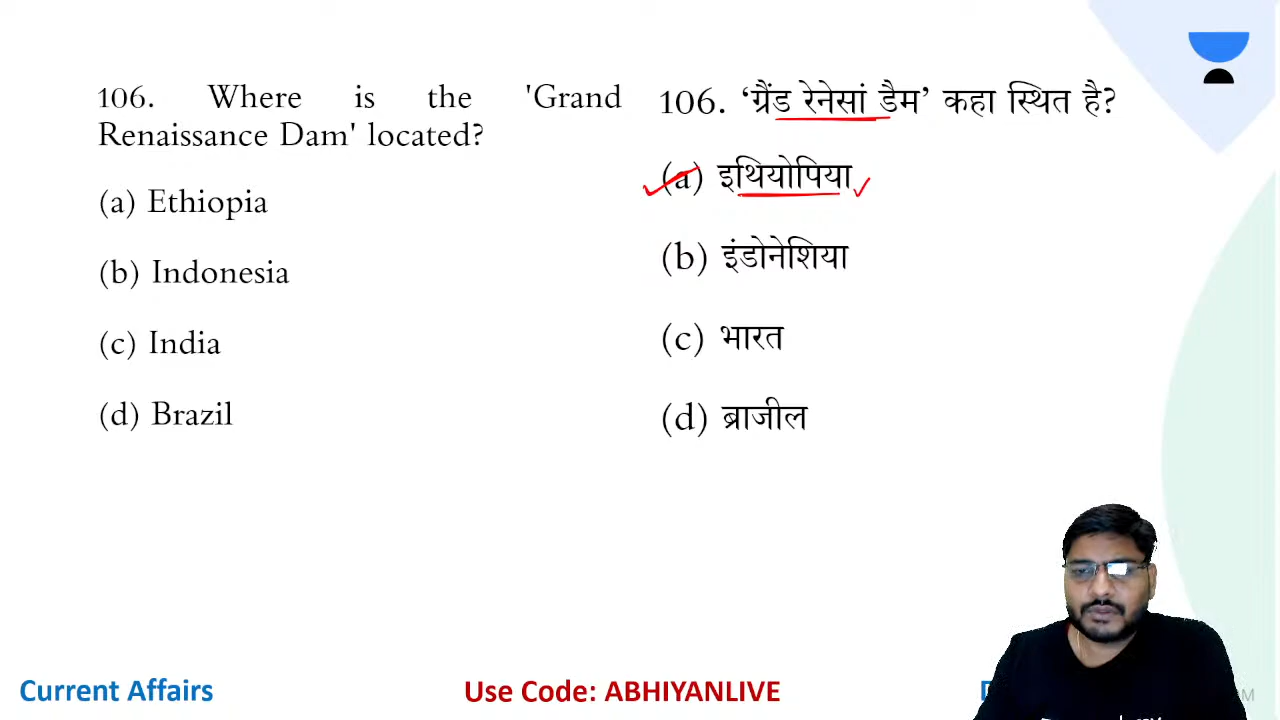 106. Where is the 'Grand
Renaissance Dam' located?
(a) Ethiopia
(b) Indonesia
(c) India
(d) Brazil
106. ‘ग्रैंड रेनेसां डैम’ कहा स्थित है?
(a) इथियोपिया
(b) इंडोनेशिया
(c) भारत
(d) ब्राजील
Current Affairs
Use Code: ABHIYANLIVE